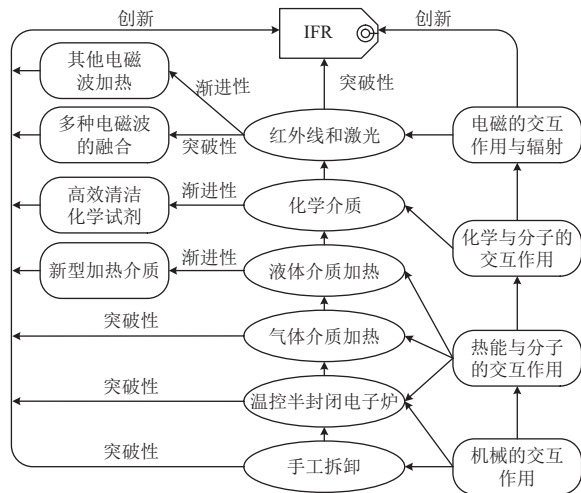 创新
IFR
创新
其他电磁
波加热
渐进性
突破性
多种电磁波
的融合
突破性
红外线和激光
电磁的交互
作用与辐射
高效清洁
化学试剂
渐进性
化学介质
化学与分子的
交互作用
新型加热介质
渐进性
液体介质加热
突破性
气体介质加热
热能与分子
的交互作用
突破性
温控半封闭电子炉
突破性
手工拆卸
机械的交互
作用